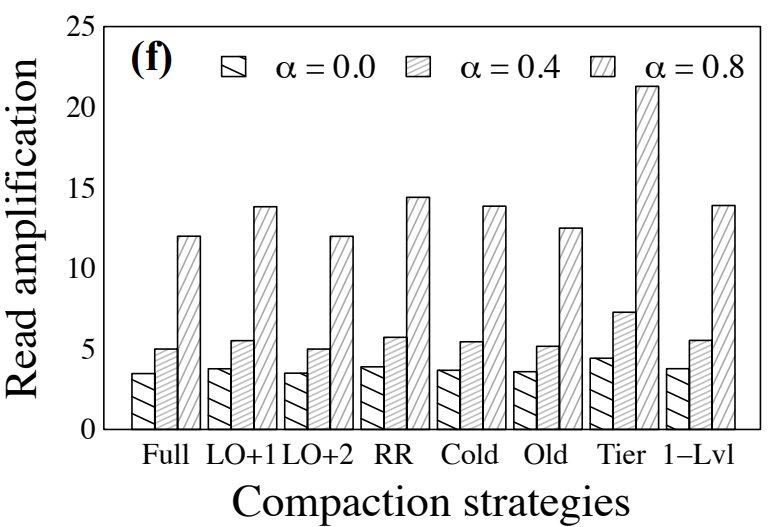 (f) α = 0.0 α = 0.4 α = 0.8
Read amplification
25
20
15
10
5
0
Full LO+1 LO+2 RR Cold Old Tier 1–Lvl
Compaction strategies